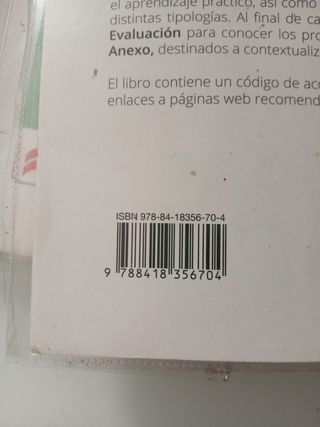 el aprendizaje práctico, así como
distintas tipologías. Al final de ca
Evaluación para conocer los pro
Anexo, destinados a contextualiz
El libro contiene un código de acc
enlaces a páginas web recomend
ISBN 978-84-18356-70-4
9 788418 356704